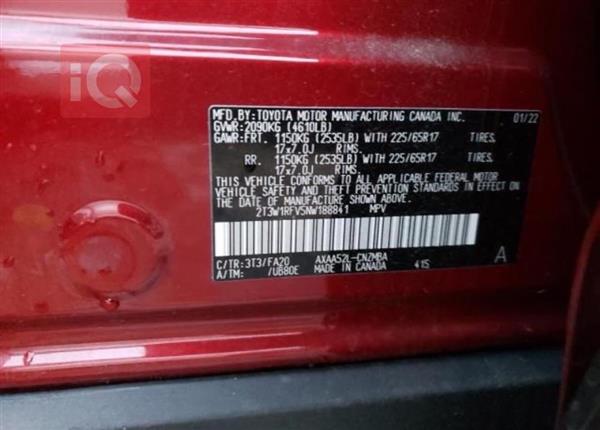 iQ
MFD. BY: TOYOTA MOTOR MANUFACTURING CANADA INC. 01/22
GVWR: 2090KG (4610LB)
GAWR: FRT. 1150KG (2535LB) WITH 225/65R17 TIRES.
17x7.0J RIMS.
RR. 1150KG (2535LB) WITH 225/65R17 TIRES.
17x7.0J RIMS.
THIS VEHICLE CONFORMS TO ALL APPLICABLE FEDERAL MOTOR
VEHICLE SAFETY AND THEFT PREVENTION STANDARDS IN EFFECT
ON THE DATE OF MANUFACTURE SHOWN ABOVE.
2T3W1RFV5NW188841 MPV
C/TR: 3T3/FA20 AXAA52L-CNZMBA A
A/TM: /UB80E MADE IN CANADA 415